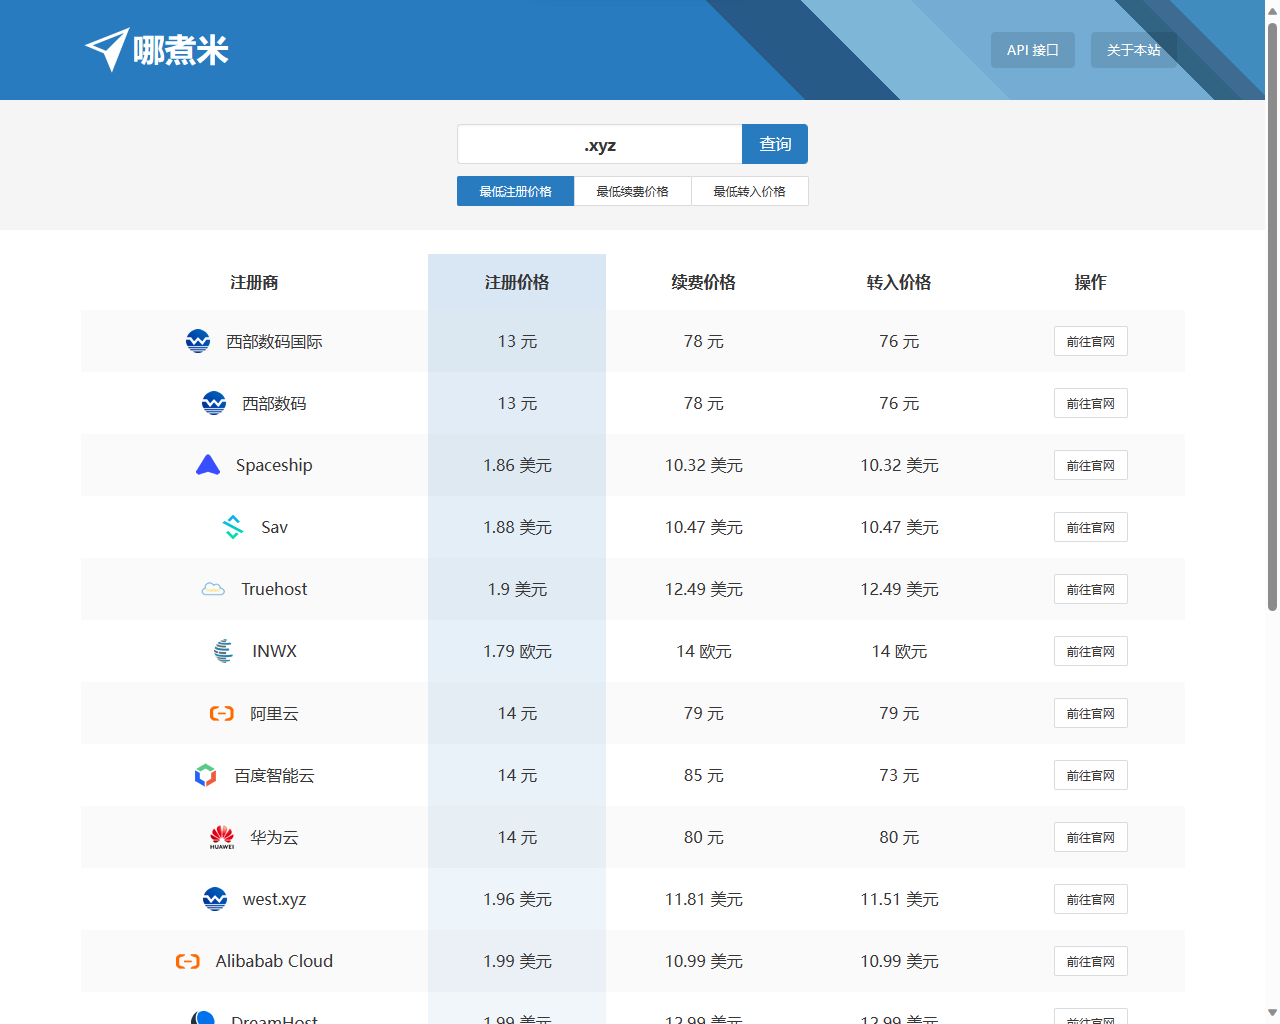 哪煮米
API 接口
关于本站
.xyz
查询
最低注册价格 最低续费价格 最低转入价格
注册商 注册价格 续费价格 转入价格 操作
西部数码国际 13 元 78 元 76 元 前往官网
西部数码 13 元 78 元 76 元 前往官网
Spaceship 1.86 美元 10.32 美元 10.32 美元 前往官网
Sav 1.88 美元 10.47 美元 10.47 美元 前往官网
Truehost 1.9 美元 12.49 美元 12.49 美元 前往官网
INWX 1.79 欧元 14 欧元 14 欧元 前往官网
阿里云 14 元 79 元 79 元 前往官网
百度智能云 14 元 85 元 73 元 前往官网
HUAWEI 华为云 14 元 80 元 80 元 前往官网
west.xyz 1.96 美元 11.81 美元 11.51 美元 前往官网
Alibabab Cloud 1.99 美元 10.99 美元 10.99 美元 前往官网
DreamHost 1.99 美元 12.99 美元 12.99 美元 前往官网